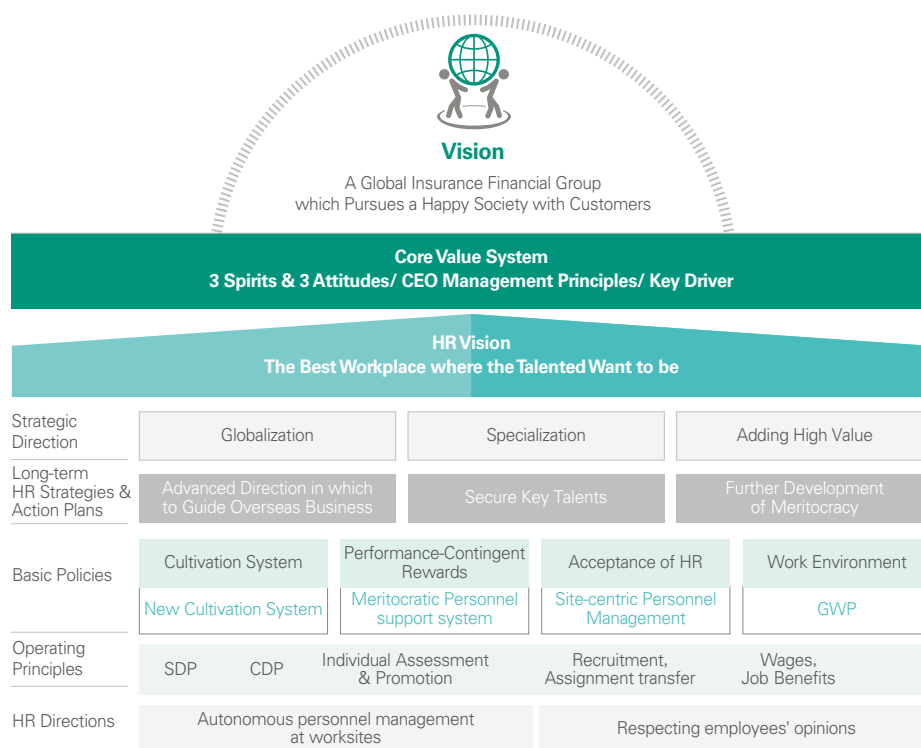 Vision
A Global Insurance Financial Group
which Pursues a Happy Society with Customers
Core Value System
3 Spirits & 3 Attitudes/ CEO Management Principles/ Key Driver
HR Vision
The Best Workplace where the Talented Want to be
Strategic
Direction
Globalization
Specialization
Adding High Value
Long-term
HR Strategies &
Action Plans
Advanced Direction in which
to Guide Overseas Business
Secure Key Talents
Further Development
of Meritocracy
Basic Policies
Cultivation System
Performance-Contingent
Rewards
Acceptance of HR
Work Environment
New Cultivation System
Meritocratic Personnel
support system
Site-centric Personnel
Management
GWP
Operating
Principles
SDP
CDP
Individual Assessment
& Promotion
Recruitment,
Assignment transfer
Wages,
Job Benefits
HR Directions
Autonomous personnel management
at worksites
Respecting employees' opinions